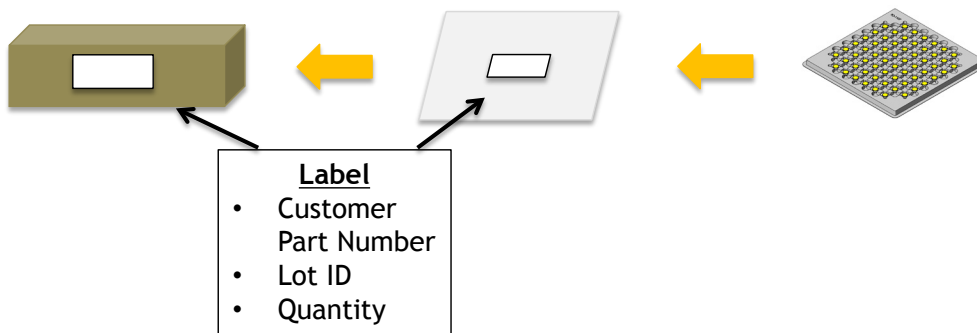 Label
• Customer
Part Number
• Lot ID
• Quantity